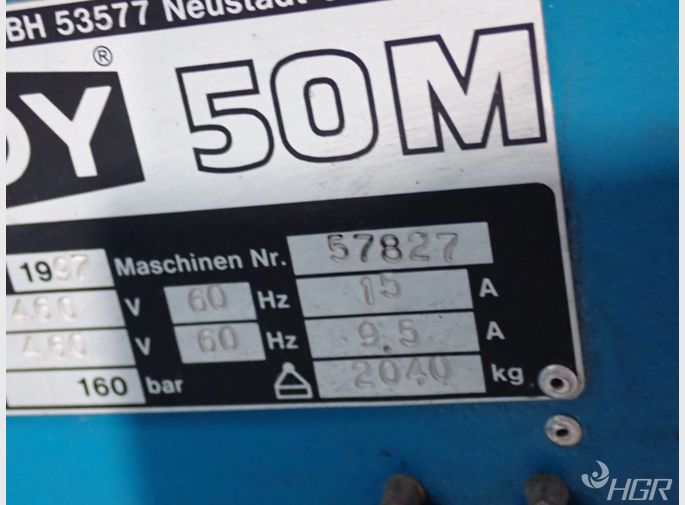 BH 53577 Neustadt
OY ® 50M
1997 Maschinen Nr. 57827
460 V 60 Hz 15 A
460 V 60 Hz 9.5 A
160 bar 2040 kg
HGR